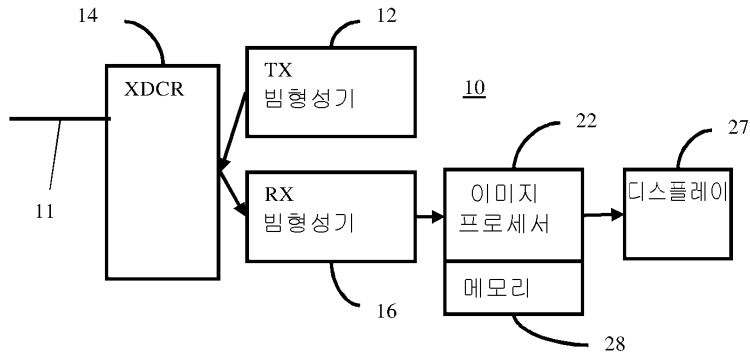 14
12
XDCR
TX
빔형성기
10
22
27
11
RX
빔형성기
이미지
프로세서
디스플레이
메모리
16
28